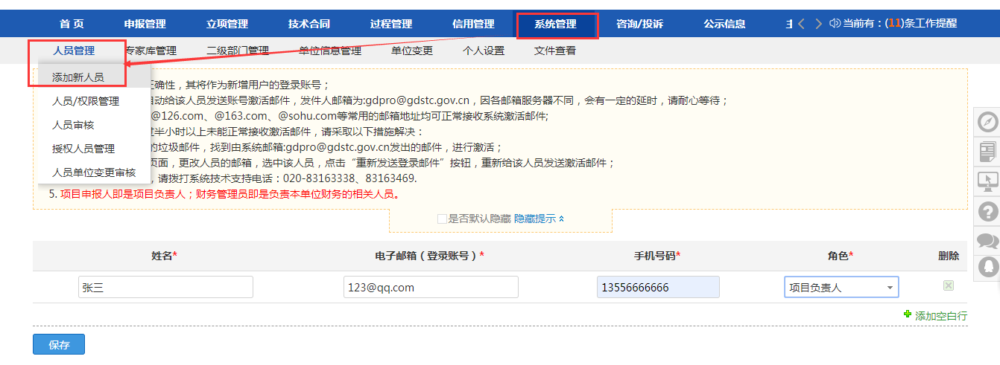 首 页 申报管理 立项管理 技术合同 过程管理 信用管理 系统管理 咨询/投诉 公示信息 当前有：(11)条工作提醒
人员管理 专家库管理 二级部门管理 单位信息管理 单位变更 个人设置 文件查看
添加新人员
人员/权限管理
人员审核
授权人员管理
人员单位变更审核
正确性，其将作为新增用户的登录账号；
自动给该人员发送账号激活邮件，发件人邮箱为:gdpro@gdstc.gov.cn，因各邮箱服务器不同，会有一定的延时，请耐心等待；
@126.com、@163.com、@sohu.com等常用的邮箱地址均可正常接收系统激活邮件;
过半小时以上未能正常接收激活邮件，请采取以下措施解决：
的垃圾邮件，找到由系统邮箱:gdpro@gdstc.gov.cn发出的邮件，进行激活；
页面，更改人员的邮箱，选中该人员，点击“重新发送登录邮件”按钮，重新给该人员发送激活邮件；
，请拨打系统技术支持电话：020-83163338、83163469.
5. 项目申报人即是项目负责人；财务管理员即是负责本单位财务的相关人员。
是否默认隐藏 隐藏提示
姓名* 电子邮箱（登录账号）* 手机号码* 角色* 删除
张三 123@qq.com 13556666666 项目负责人
添加空白行
保存